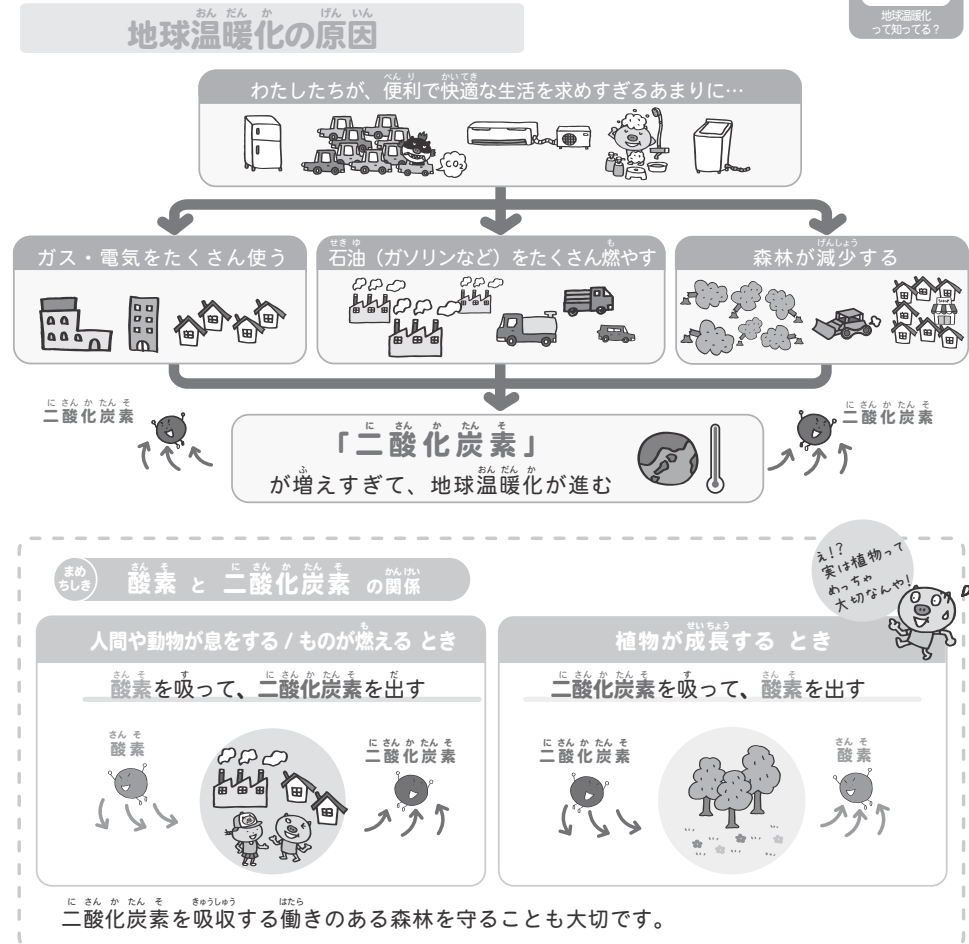 地球温暖化の原因
地球温暖化
って知ってる？
わたしたちが、便利で快適な生活を求めすぎるあまりに…
CO2
ガス・電気をたくさん使う
石油（ガソリンなど）をたくさん燃やす
森林が減少する
二酸化炭素
「二酸化炭素」
が増えすぎて、地球温暖化が進む
二酸化炭素
まめ
ちしき
酸素 と 二酸化炭素 の関係
え！？
実は植物って
めっちゃ
大切なんや！
人間や動物が息をする / ものが燃える とき
酸素を吸って、二酸化炭素を出す
酸素
二酸化炭素
植物が成長する とき
二酸化炭素を吸って、酸素を出す
二酸化炭素
酸素
二酸化炭素を吸収する働きのある森林を守ることも大切です。